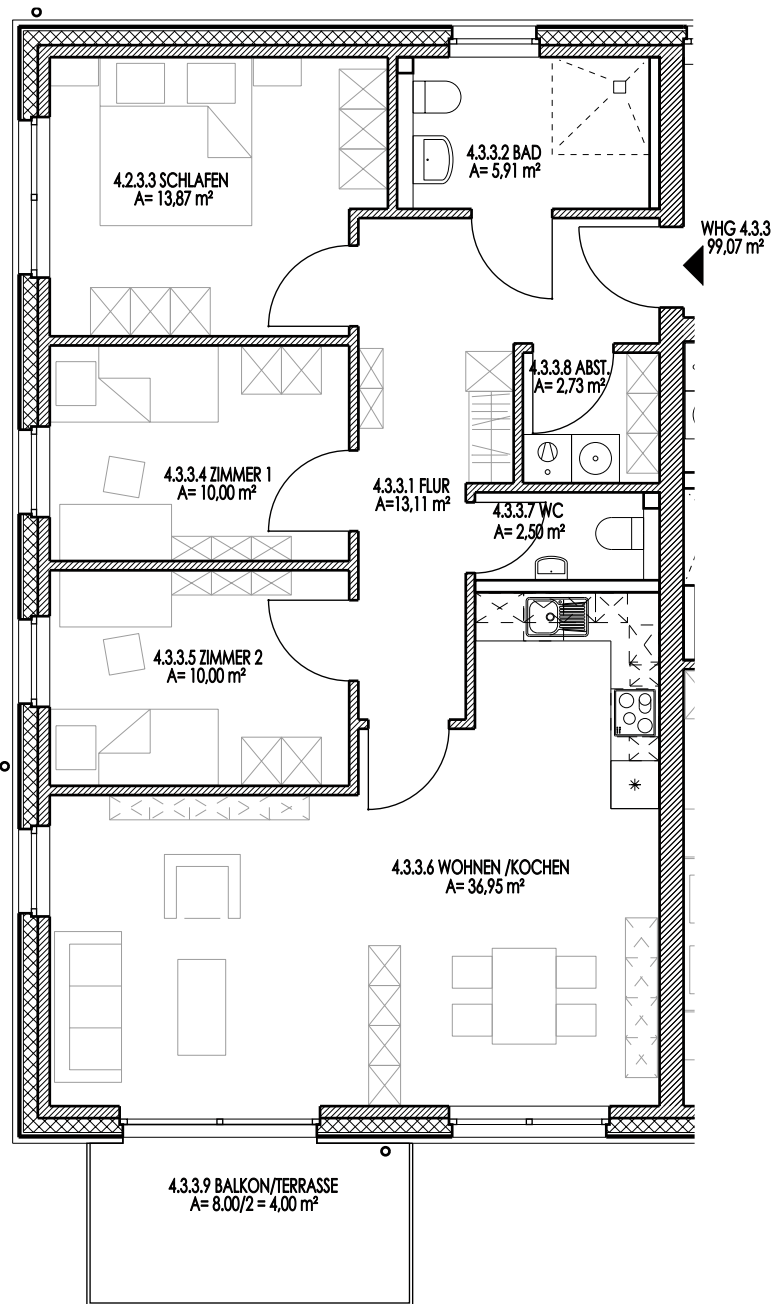 4.2.3.3 SCHLAFEN
A= 13,87 m²
4.3.3.2 BAD
A= 5,91 m²
WHG 4.3.3
99,07 m²
4.3.3.8 ABST.
A= 2,73 m²
4.3.3.4 ZIMMER 1
A= 10,00 m²
4.3.3.1 FLUR
A=13,11 m²
4.3.3.7 WC
A= 2,50 m²
4.3.3.5 ZIMMER 2
A= 10,00 m²
4.3.3.6 WOHNEN /KOCHEN
A= 36,95 m²
4.3.3.9 BALKON/TERRASSE
A= 8.00/2 = 4,00 m²